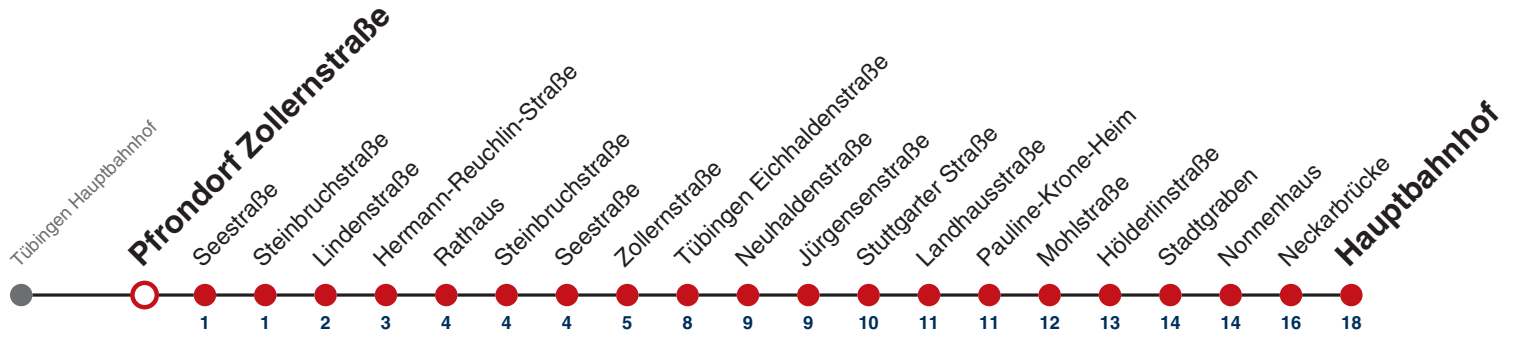 Tübingen Hauptbahnhof
Pfrondorf Zollernstraße
Seestraße
Steinbruchstraße
Lindenstraße
Hermann-Reuchlin-Straße
Rathaus
Steinbruchstraße
Seestraße
Zollernstraße
Tübingen Eichhaldenstraße
Neuhaldenstraße
Jürgensenstraße
Stuttgarter Straße
Landhausstraße
Pauline-Krone-Heim
Mohlstraße
Hölderlinstraße
Stadtgraben
Nonnenhaus
Neckarbrücke
Hauptbahnhof
1 1 2 3 4 4 4 5 8 9 9 10 11 11 12 13 14 14 16 18